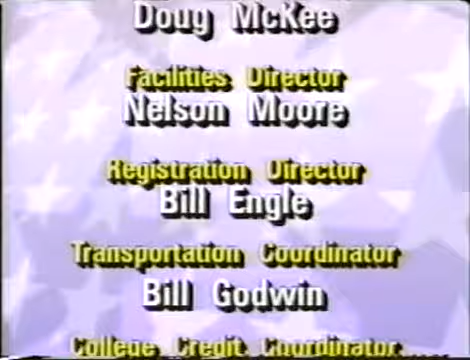 Doug McKee
Facilities Director
Nelson Moore
Registration Director
Bill Engle
Transportation Coordinator
Bill Godwin
College Credit Coordinator